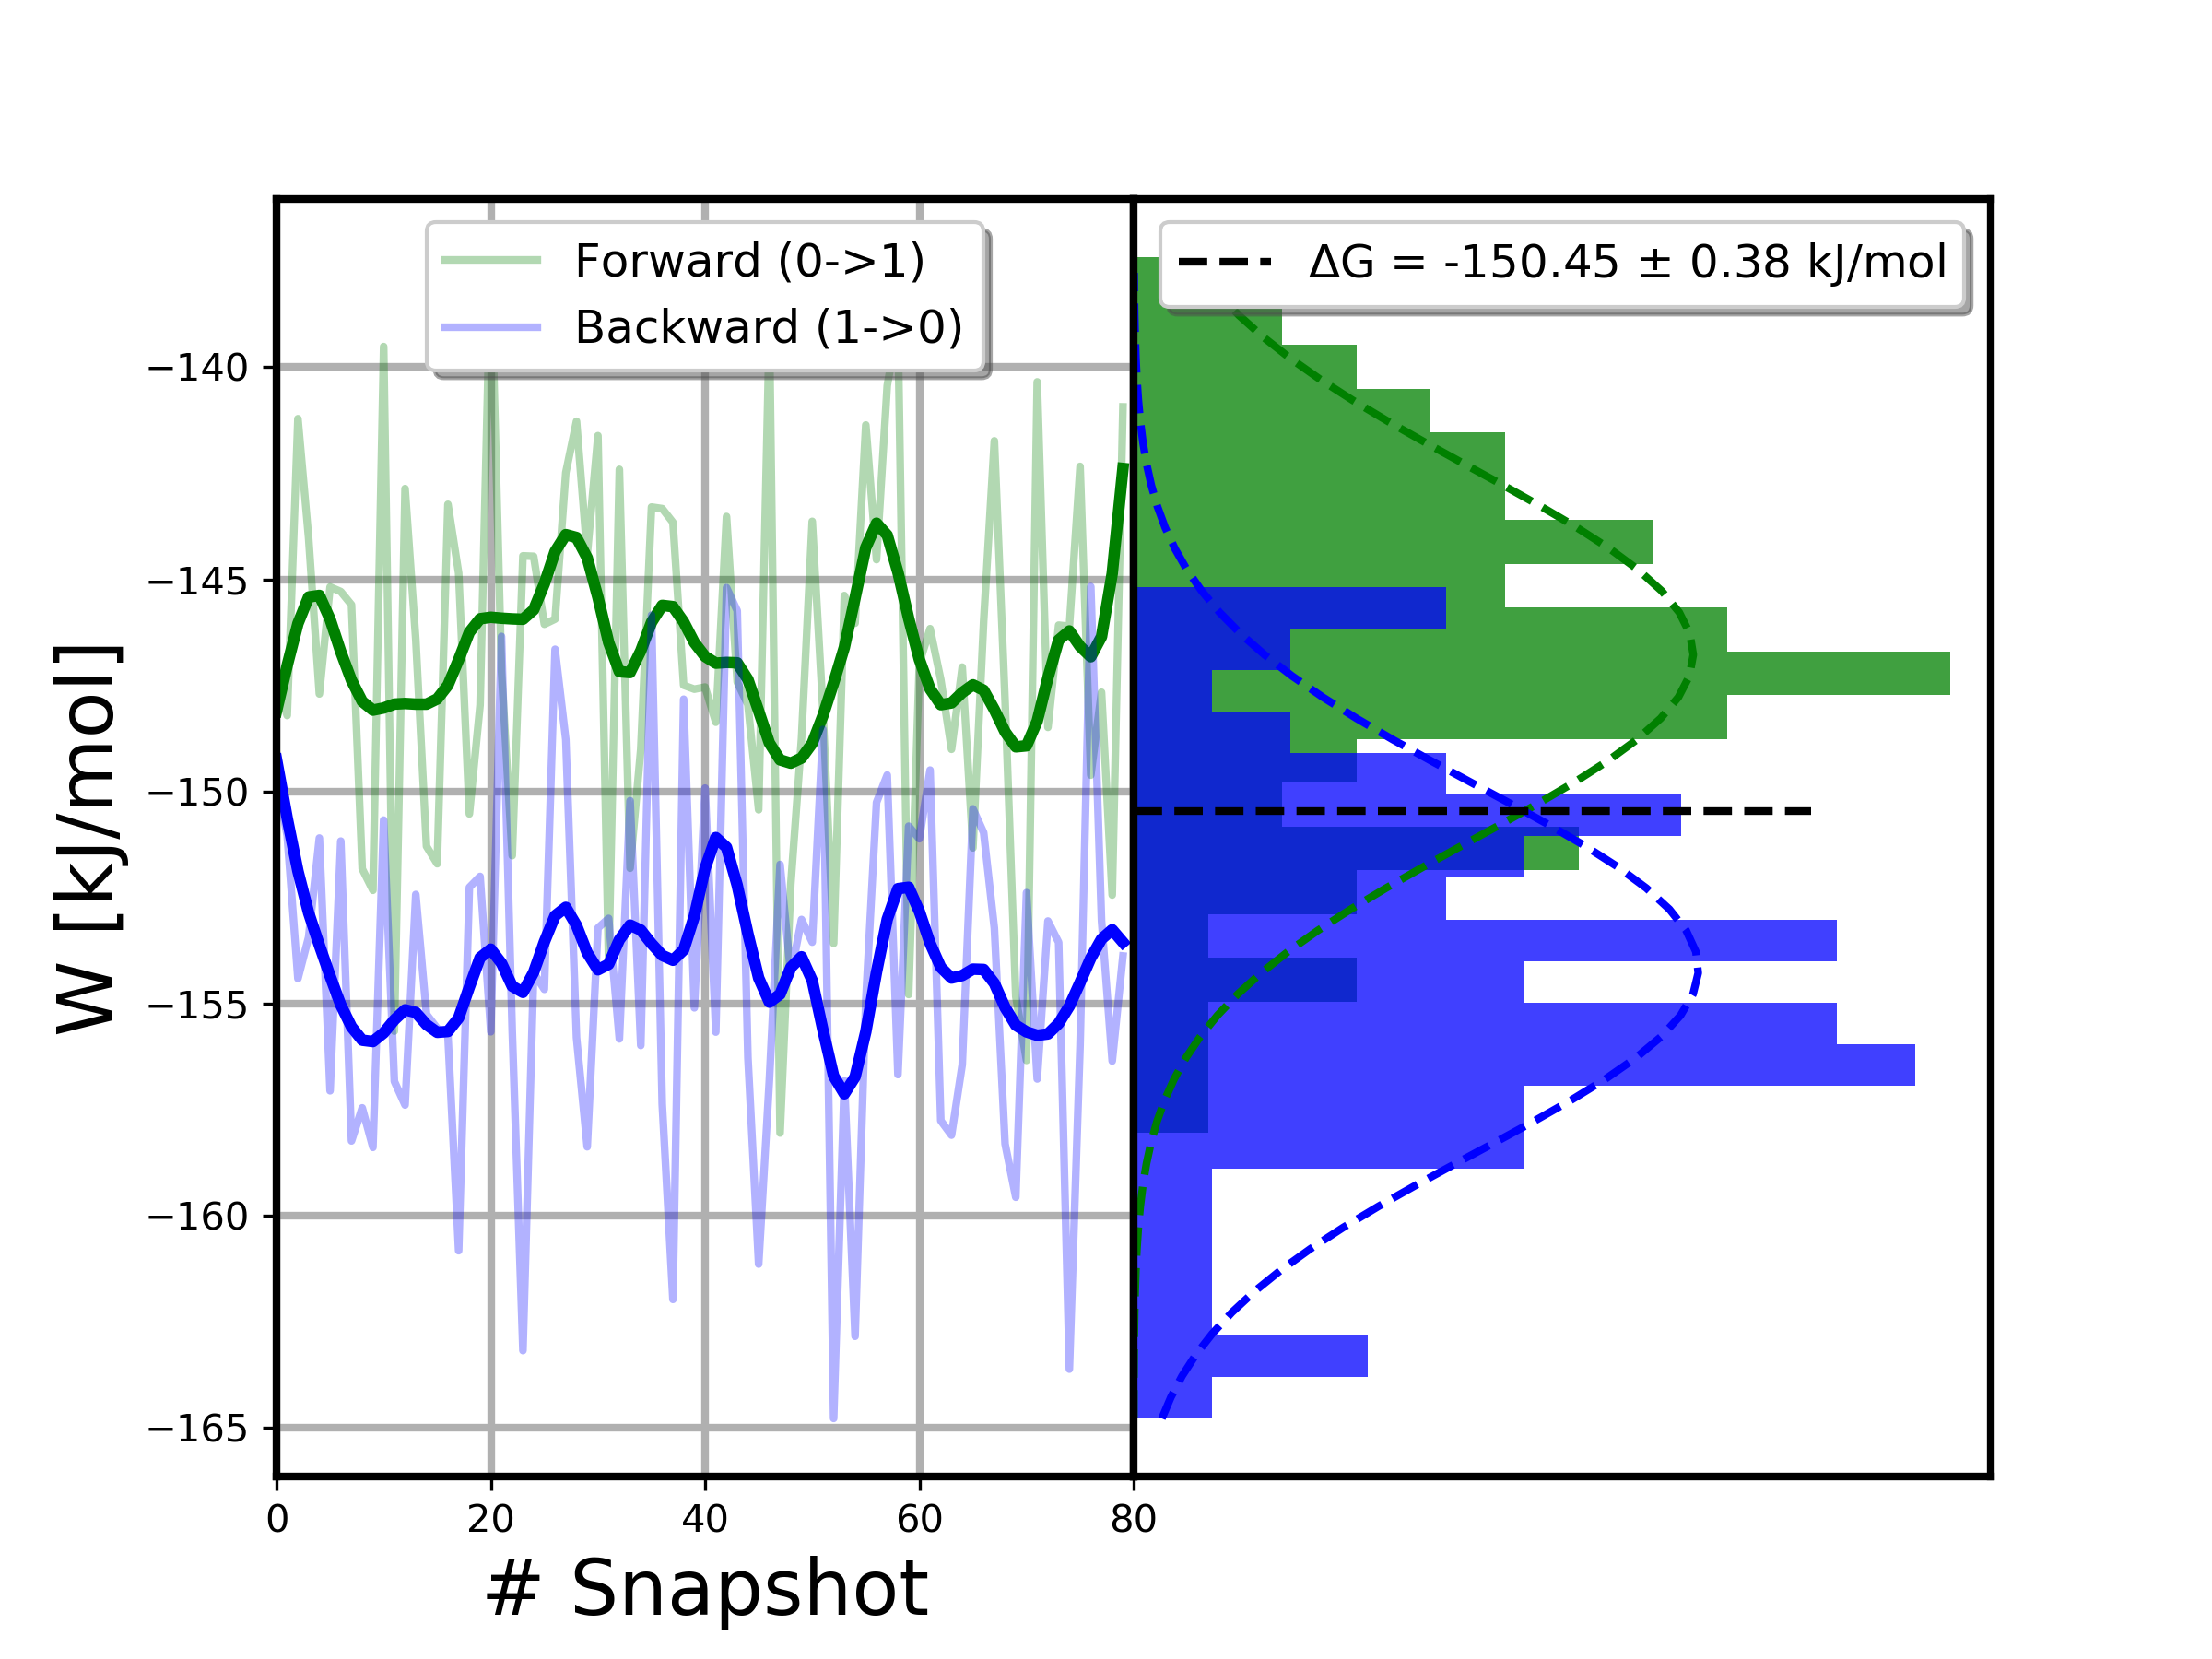 Forward (0->1)
Backward (1->0)
ΔG = -150.45 ± 0.38 kJ/mol
W [kJ/mol]
−140
−145
−150
−155
−160
−165
0 20 40 60 80
# Snapshot